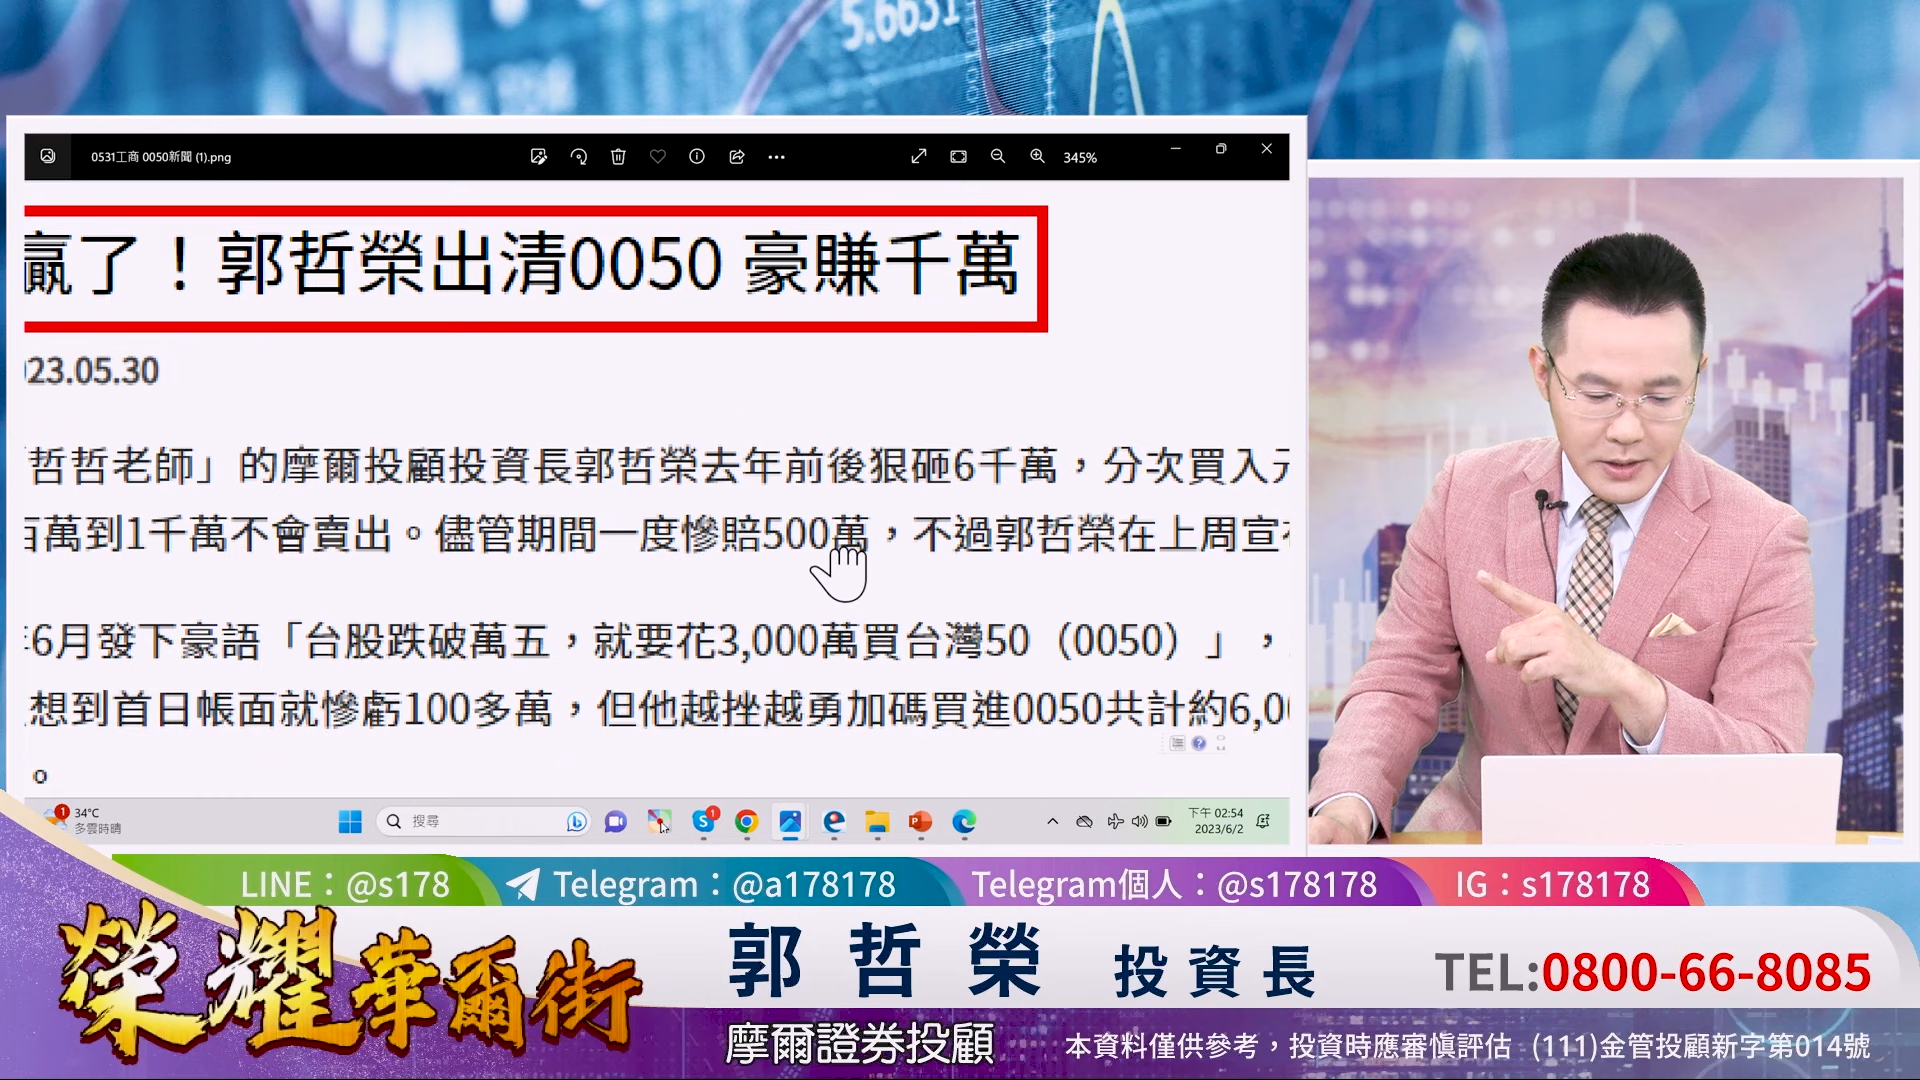 5.6631
0531工商 0050新聞 (1).png
345%
贏了！郭哲榮出清0050 豪賺千萬
023.05.30
「哲哲老師」的摩爾投顧投資長郭哲榮去年前後狠砸6千萬，分次買入元
百萬到1千萬不會賣出。儘管期間一度慘賠500萬，不過郭哲榮在上周宣布
6月發下豪語「台股跌破萬五，就要花3,000萬買台灣50（0050）」，
想到首日帳面就慘虧100多萬，但他越挫越勇加碼買進0050共計約6,00
。
1
34°C
多雲時晴
搜尋
1
下午 02:54
2023/6/2
LINE：@s178
Telegram：@a178178
Telegram個人：@s178178
IG：s178178
榮耀華爾街
郭哲榮 投資長
TEL:0800-66-8085
摩爾證券投顧
本資料僅供參考，投資時應審慎評估 (111)金管投顧新字第014號